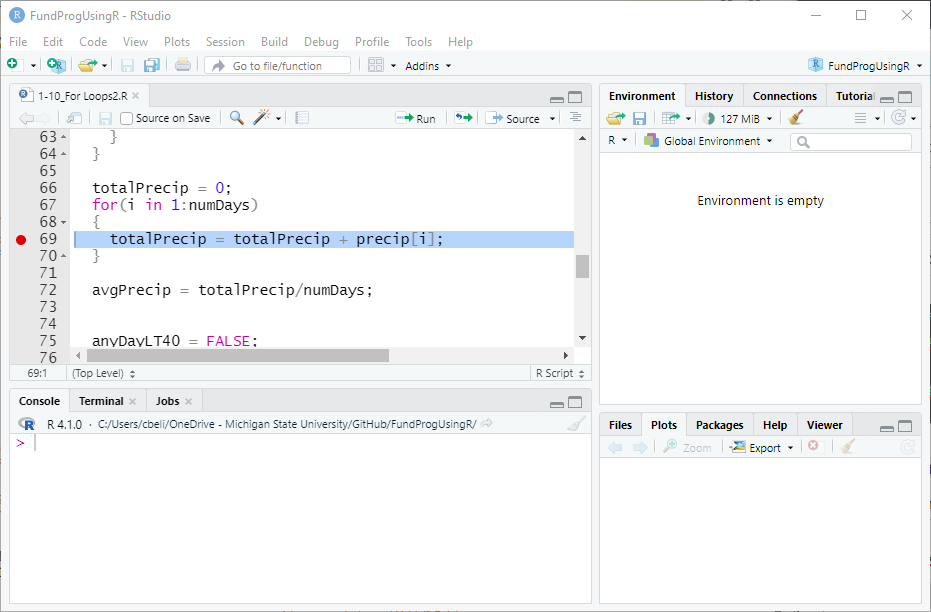 FundProgUsingR - RStudio
File Edit Code View Plots Session Build Debug Profile Tools Help
Go to file/function Addins FundProgUsingR
1-10_For Loops2.R
Source on Save Run Source
63 }
64 }
65
66 totalPrecip = 0;
67 for(i in 1:numDays)
68 {
69 totalPrecip = totalPrecip + precip[i];
70 }
71
72 avgPrecip = totalPrecip/numDays;
73
74
75 anyDayLT40 = FALSE;
76
69:1 (Top Level) R Script
Console Terminal Jobs
R 4.1.0 · C:/Users/cbeli/OneDrive - Michigan State University/GitHub/FundProgUsingR/
>
Environment History Connections Tutorial
127 MiB
R Global Environment
Environment is empty
Files Plots Packages Help Viewer
Zoom Export